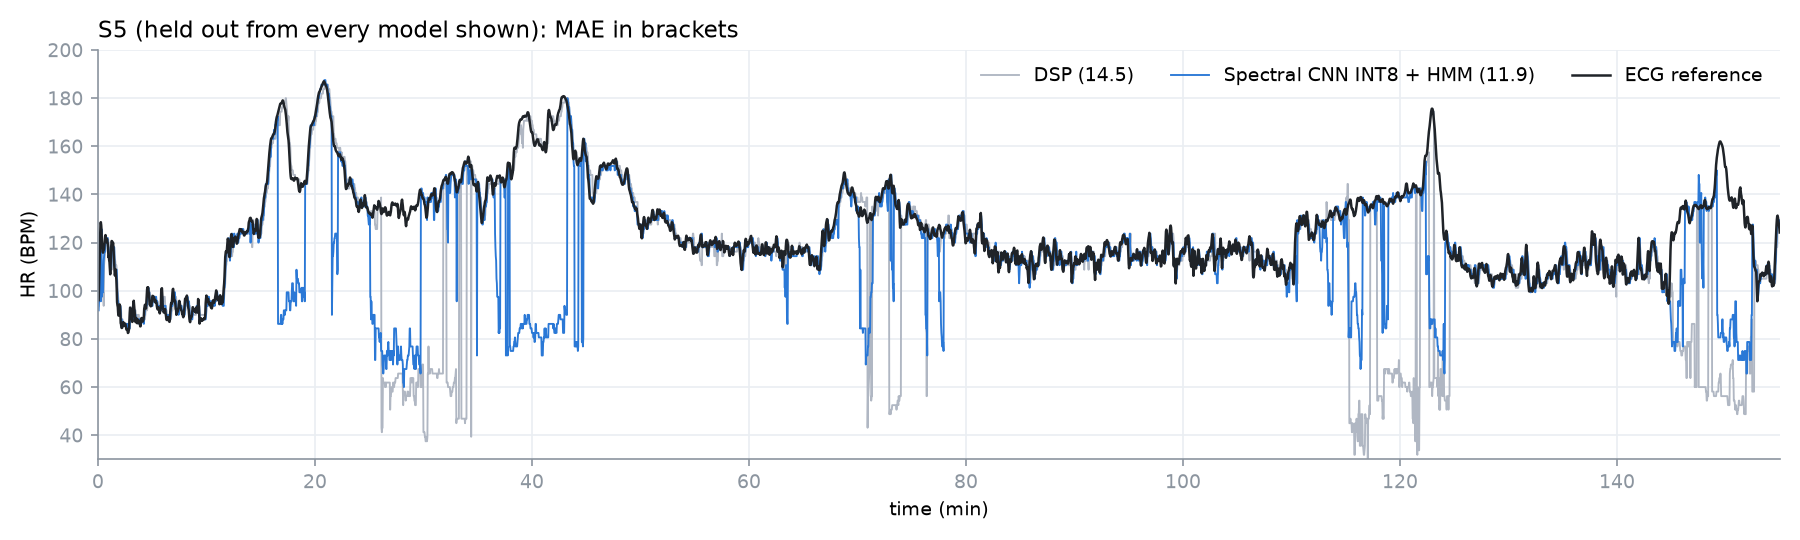 S5 (held out from every model shown): MAE in brackets
DSP (14.5) Spectral CNN INT8 + HMM (11.9) ECG reference
HR (BPM)
200
180
160
140
120
100
80
60
40
0 20 40 60 80 100 120 140
time (min)